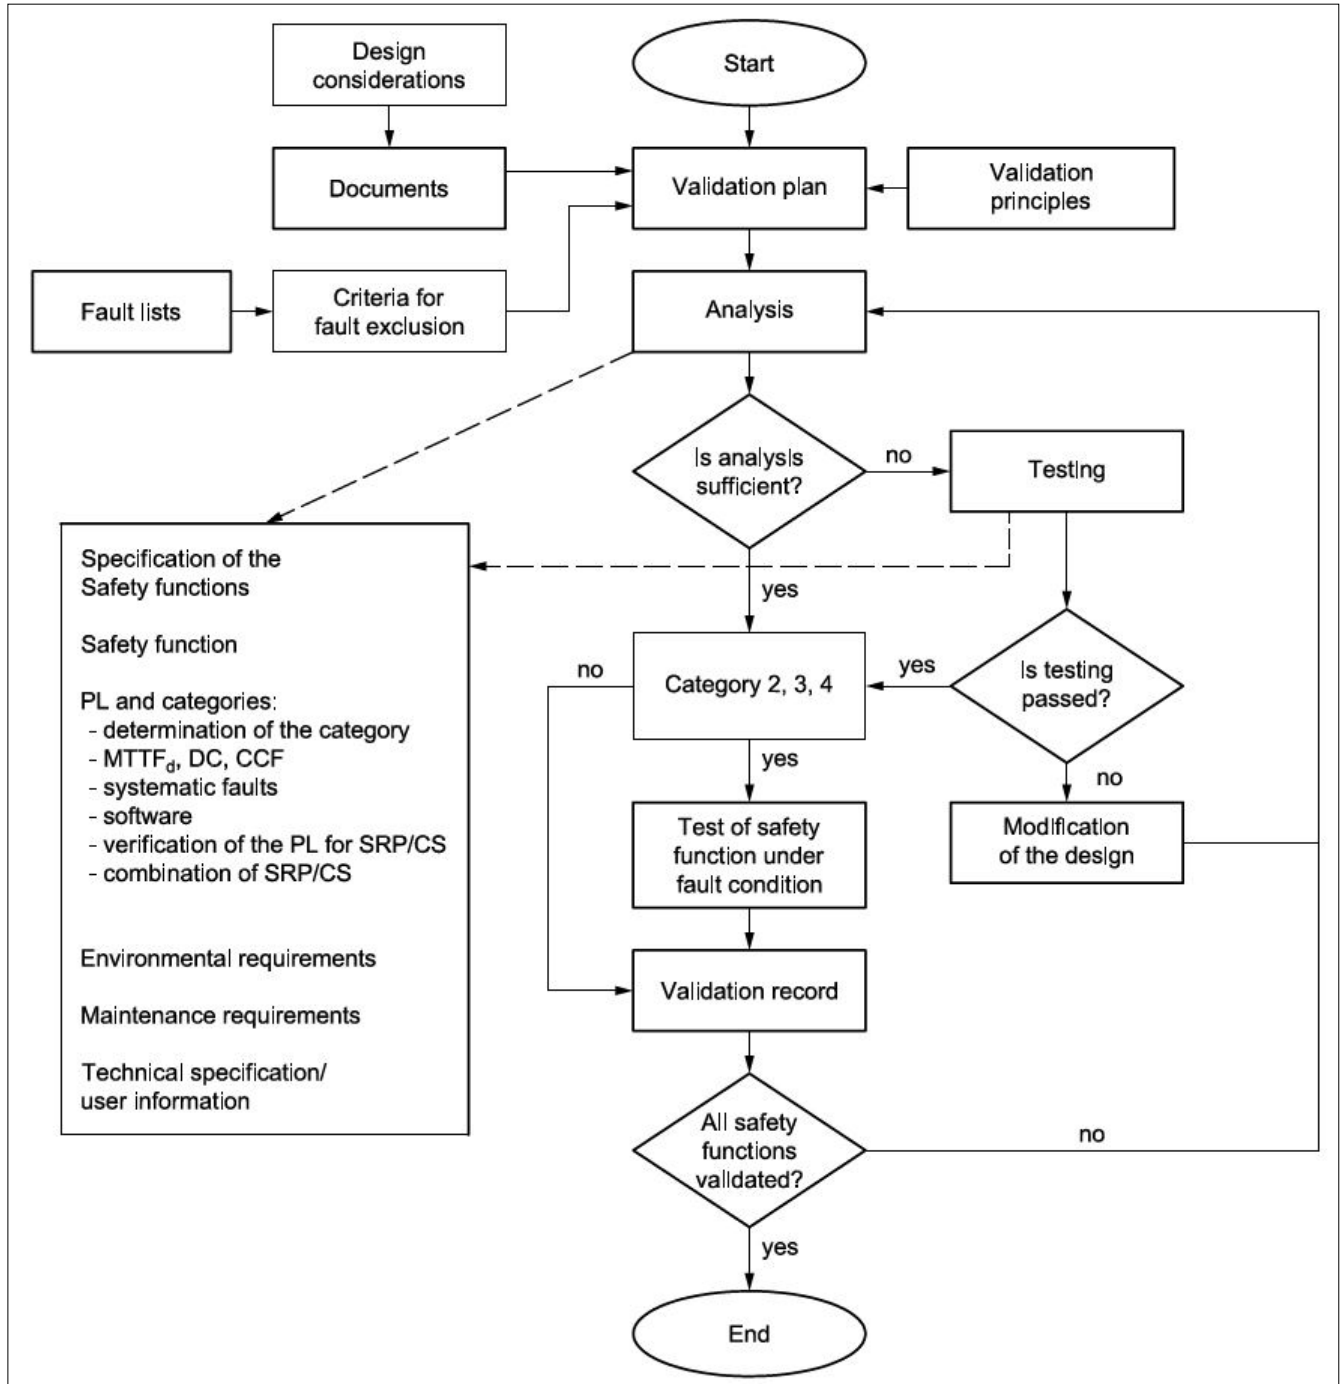 Design
considerations
Start
Documents
Validation plan
Validation
principles
Fault lists
Criteria for
fault exclusion
Analysis
Is analysis
sufficient?
no
Testing
yes
Specification of the
Safety functions
Safety function
PL and categories:
- determination of the category
- MTTFd, DC, CCF
- systematic faults
- software
- verification of the PL for SRP/CS
- combination of SRP/CS
Environmental requirements
Maintenance requirements
Technical specification/
user information
no
Category 2, 3, 4
yes
Is testing
passed?
yes
no
Test of safety
function under
fault condition
Modification
of the design
Validation record
All safety
functions
validated?
no
yes
End